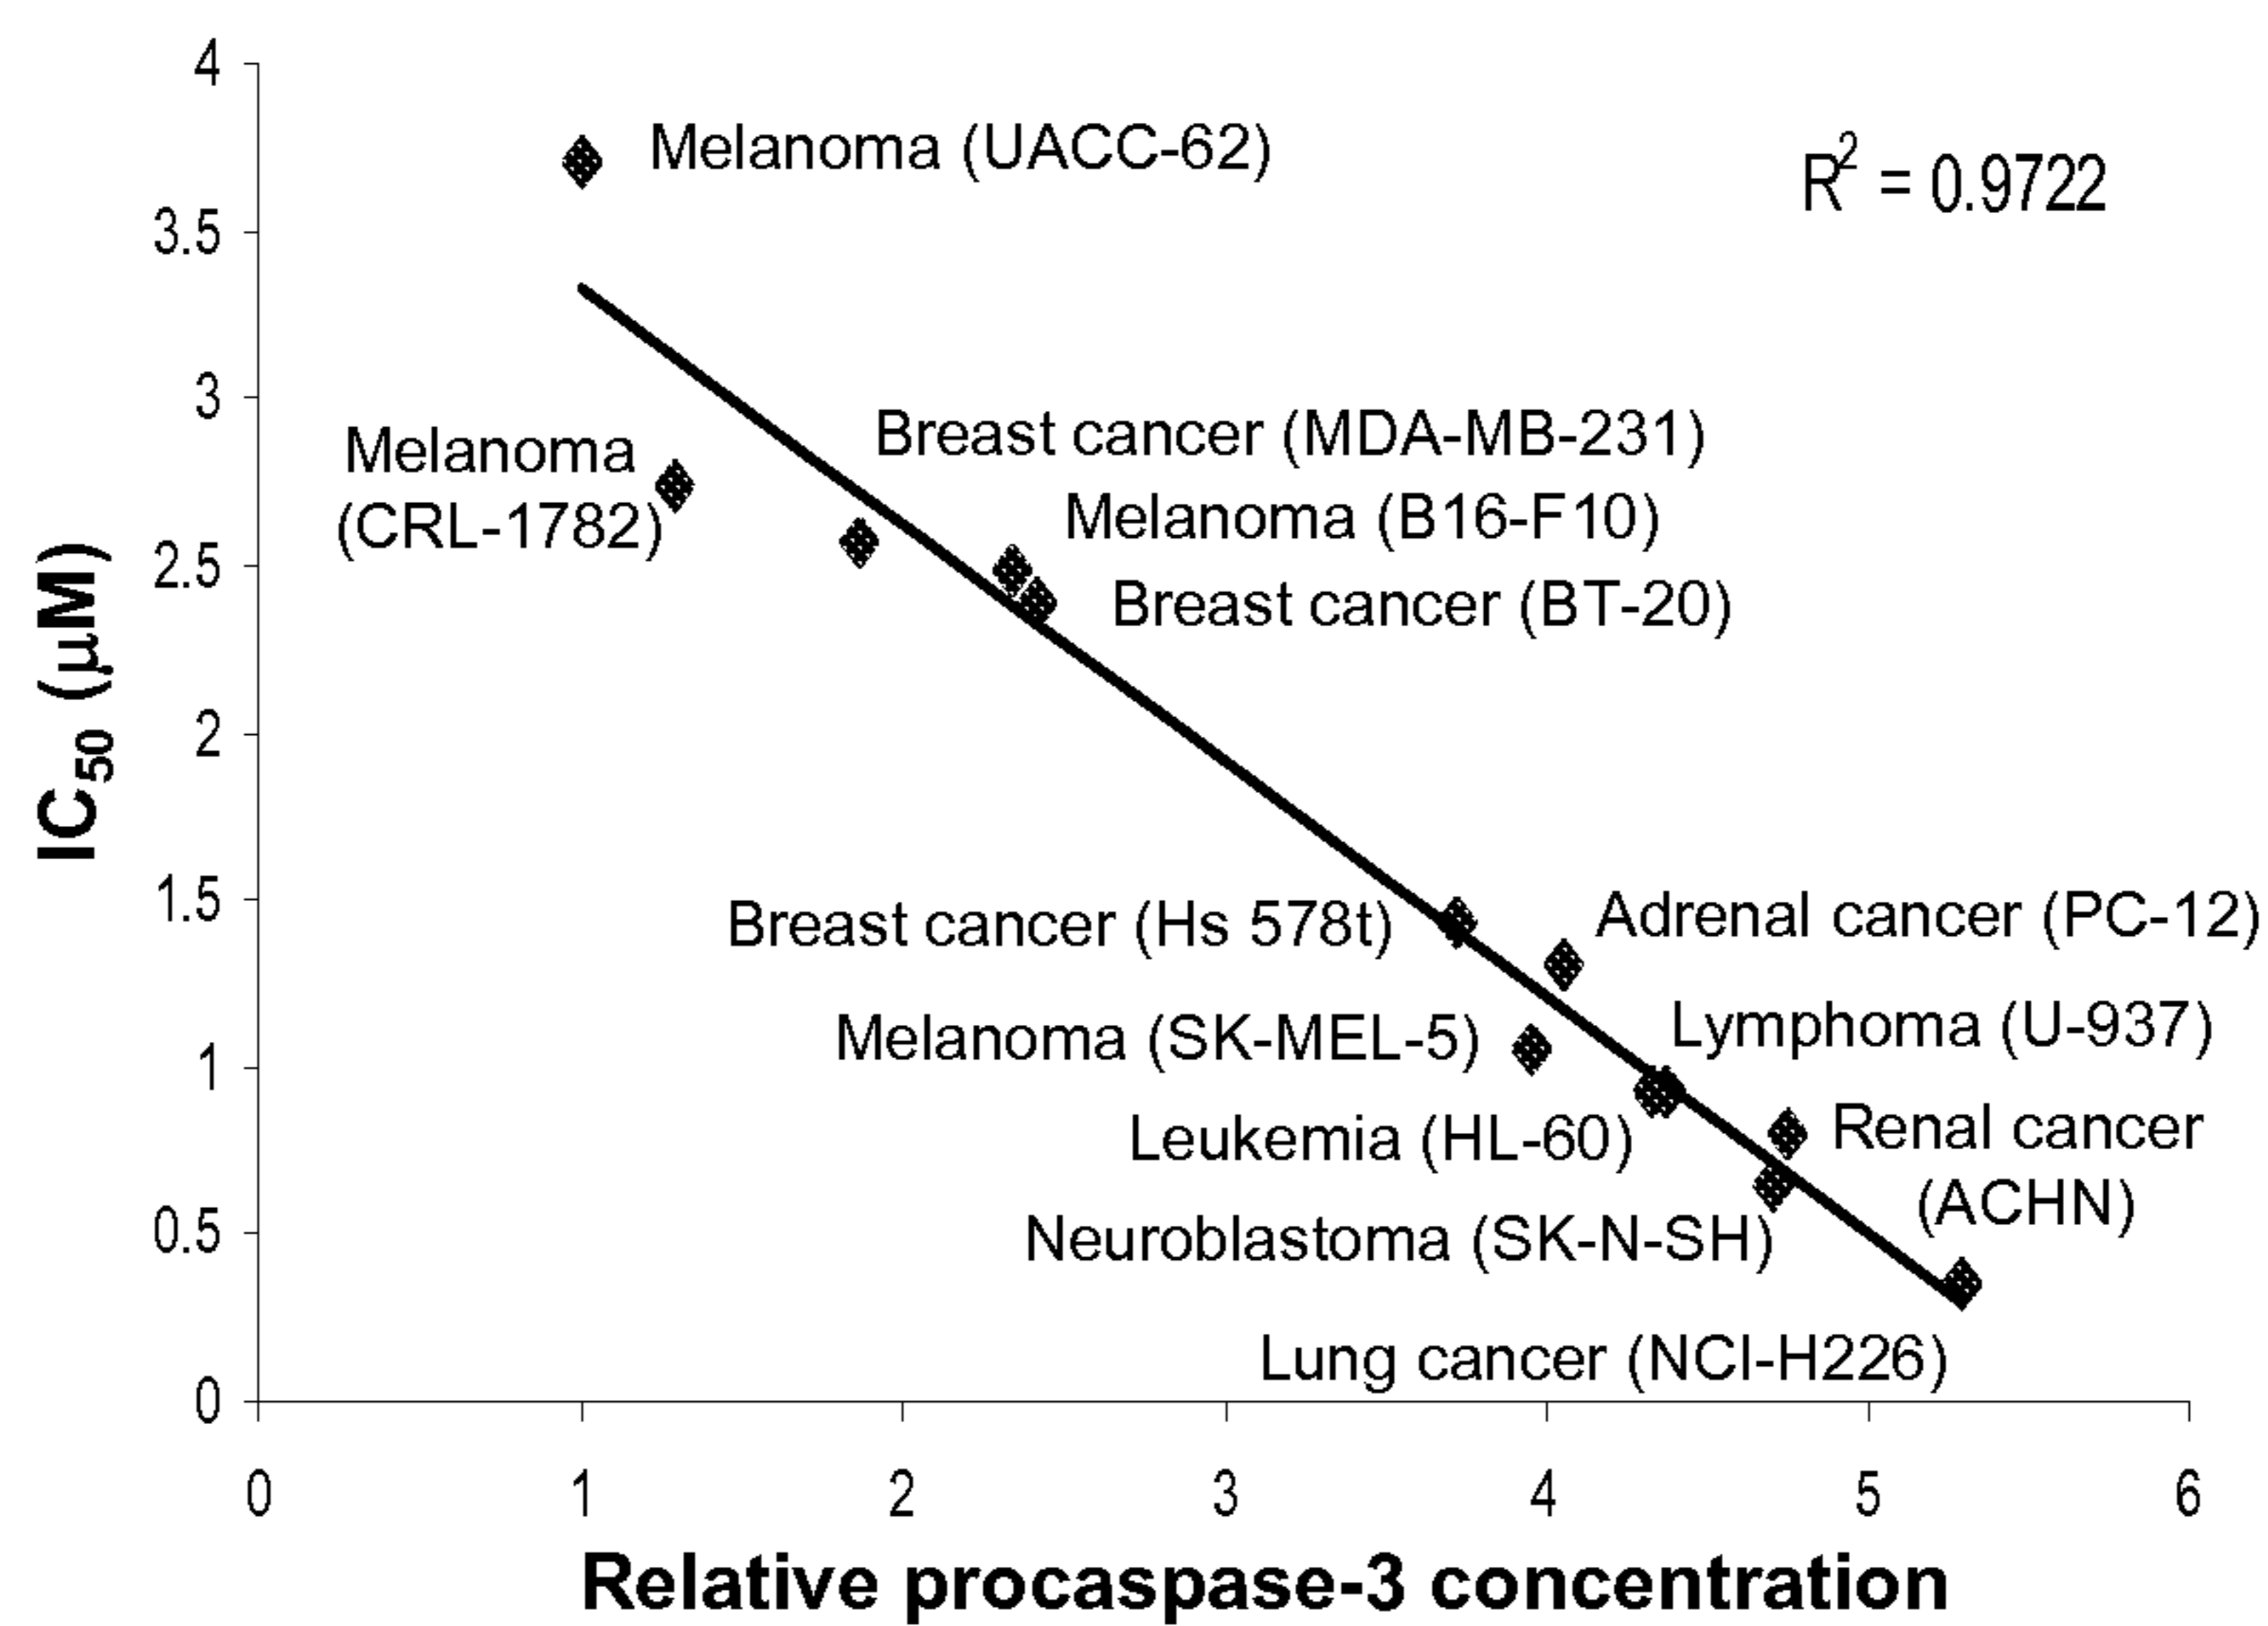 4
Melanoma (UACC-62)
R² = 0.9722
3.5
3
Breast cancer (MDA-MB-231)
Melanoma
(CRL-1782)
Melanoma (B16-F10)
2.5
Breast cancer (BT-20)
IC₅₀ (μM)
2
1.5
Breast cancer (Hs 578t)
Adrenal cancer (PC-12)
Melanoma (SK-MEL-5)
Lymphoma (U-937)
1
Leukemia (HL-60)
Renal cancer
(ACHN)
0.5
Neuroblastoma (SK-N-SH)
Lung cancer (NCI-H226)
0
0 1 2 3 4 5 6
Relative procaspase-3 concentration